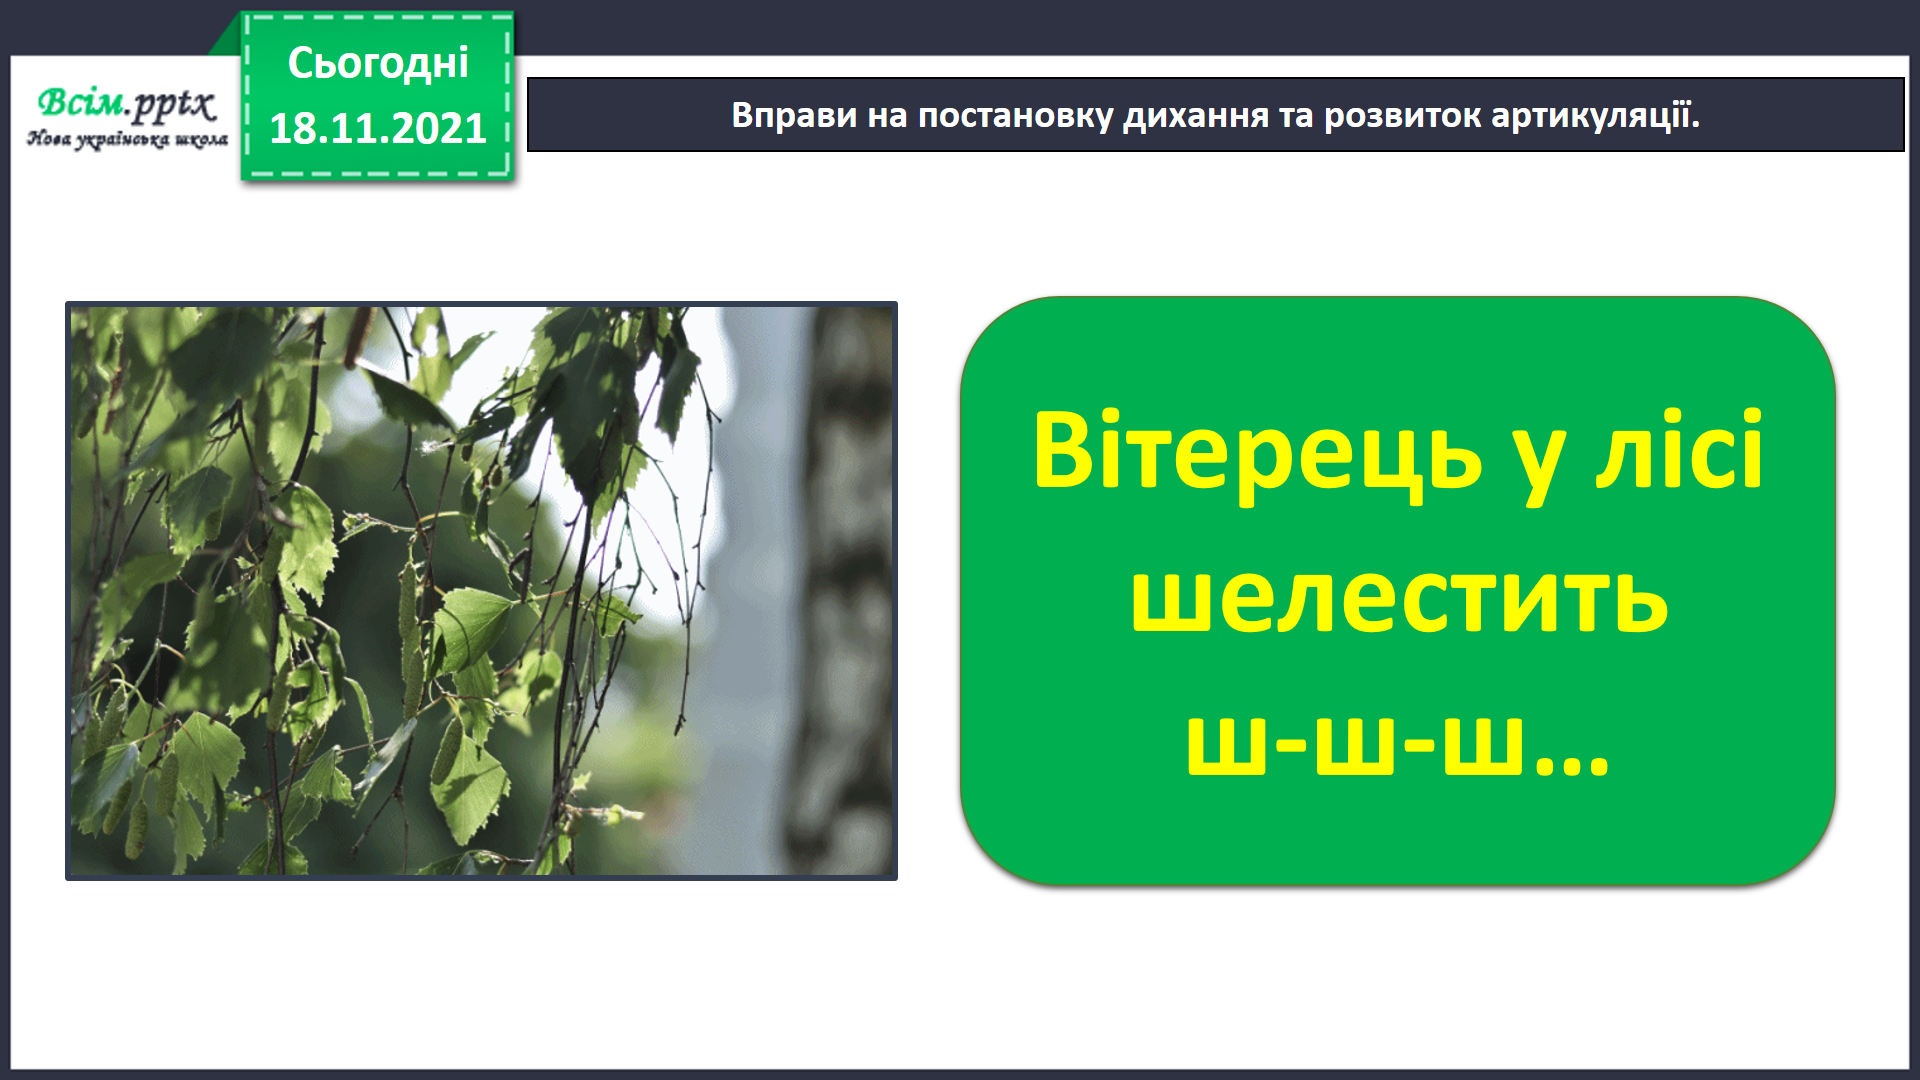 Сьогодні
18.11.2021
Всім.pptx
Нова українська школа
Вправи на постановку дихання та розвиток артикуляції.
Вітерець у лісі
шелестить
ш-ш-ш...